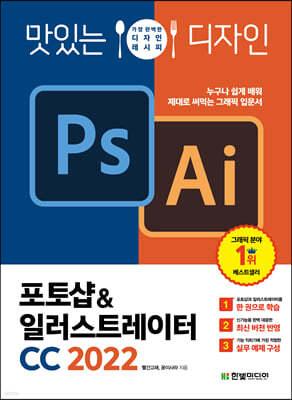 맛있는
가장 완벽한
디자인
레시피
디자인
누구나 쉽게 배워
제대로 써먹는 그래픽 입문서
Ps
Ai
그래픽 분야
1위
베스트셀러
포토샵&
일러스트레이터
CC 2022
빨간고래, 윤이사라 지음
1 포토샵과 일러스트레이터를
한 권으로 학습
2 신기능을 완벽 대응한
최신 버전 반영
3 기능 익히기에 가장 적합한
실무 예제 구성
한빛미디어